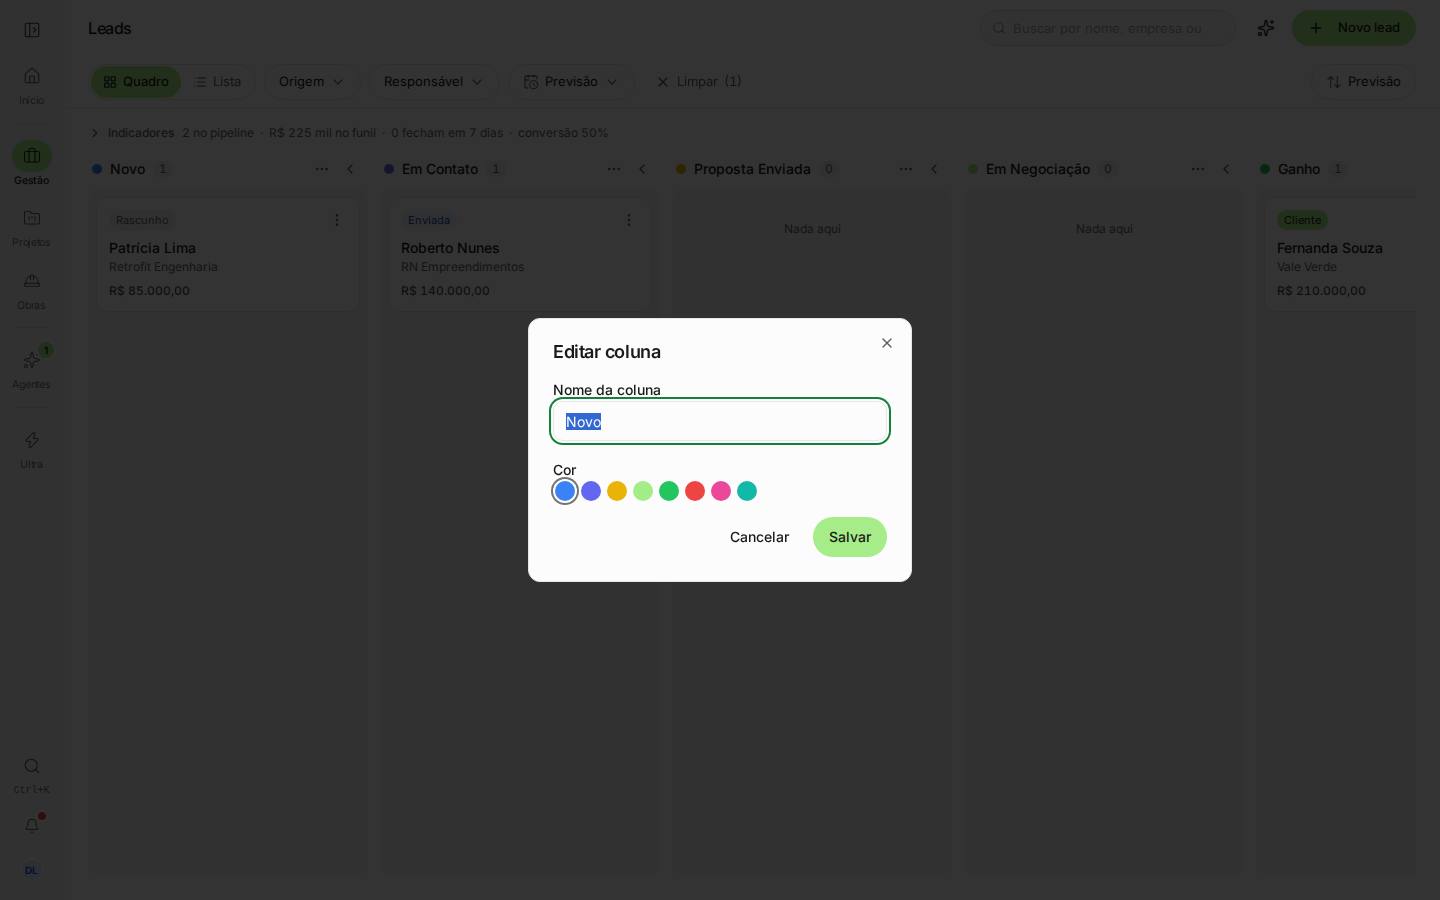 Leads
Buscar por nome, empresa ou
Novo lead
Início
Gestão
Projetos
Obras
1
Agentes
Ultra
Ctrl+K
DL
Quadro
Lista
Origem
Responsável
Previsão
Limpar (1)
Previsão
Indicadores 2 no pipeline · R$ 225 mil no funil · 0 fecham em 7 dias · conversão 50%
Novo 1
Em Contato 1
Proposta Enviada 0
Em Negociação 0
Ganho 1
Rascunho
Patrícia Lima
Retrofit Engenharia
R$ 85.000,00
Enviada
Roberto Nunes
RN Empreendimentos
R$ 140.000,00
Nada aqui
Nada aqui
Cliente
Fernanda Souza
Vale Verde
R$ 210.000,00
Editar coluna
Nome da coluna
Novo
Cor
Cancelar
Salvar